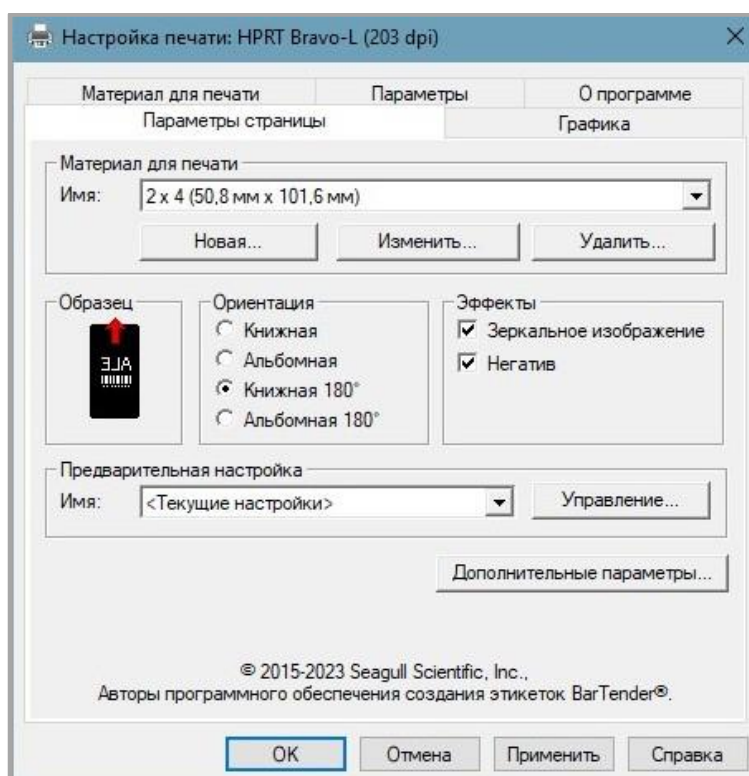 Настройка печати: HPRT Bravo-L (203 dpi)
Материал для печати
Параметры
О программе
Параметры страницы
Графика
Материал для печати
Имя: 2 x 4 (50,8 мм x 101,6 мм)
Новая... Изменить... Удалить...
Образец
ALE
Ориентация
Книжная
Альбомная
Книжная 180°
Альбомная 180°
Эффекты
Зеркальное изображение
Негатив
Предварительная настройка
Имя: <Текущие настройки> Управление...
Дополнительные параметры...
© 2015-2023 Seagull Scientific, Inc.,
Авторы программного обеспечения создания этикеток BarTender®.
OK Отмена Применить Справка